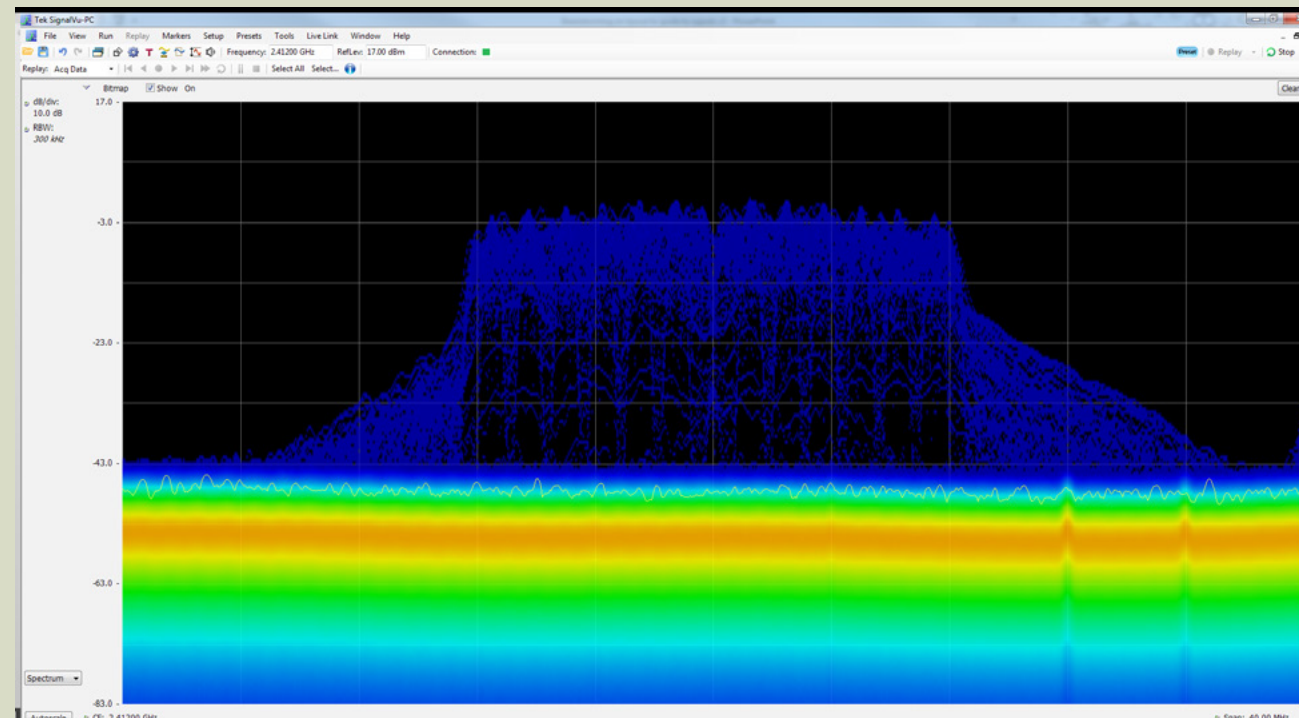 Tek SignalVu-PC
File View Run Replay Markers Setup Presets Tools Live Link Window Help
Frequency: 2.41200 GHz RefLev: 17.00 dBm Connection: Preset Replay Stop
Replay: Acq Data Select All Select...
Bitmap Show On Clear
dB/div: 17.0
10.0 dB
RBW:
300 kHz
-3.0
-23.0
-43.0
-63.0
Spectrum
-83.0
Autoscale CF: 2.41200 GHz Span: 40.00 MHz